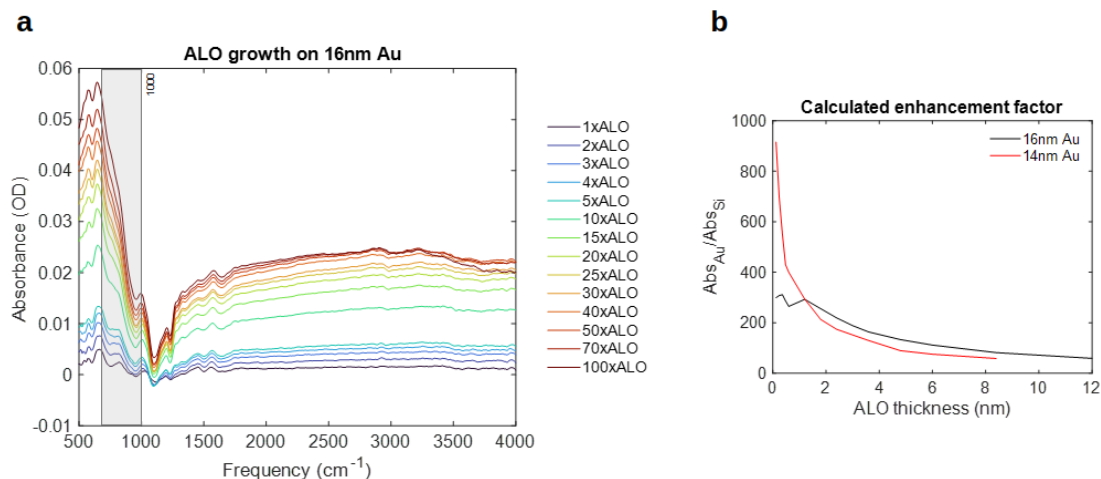 a
ALO growth on 16nm Au
0.06
0.05
0.04
0.03
0.02
0.01
0
-0.01
Absorbance (OD)
1000
500
1000
1500
2000
2500
3000
3500
4000
Frequency (cm⁻¹)
1xALO
2xALO
3xALO
4xALO
5xALO
10xALO
15xALO
20xALO
25xALO
30xALO
40xALO
50xALO
70xALO
100xALO
b
Calculated enhancement factor
1000
800
600
400
200
0
Abs_Au/Abs_Si
16nm Au
14nm Au
0
2
4
6
8
10
12
ALO thickness (nm)